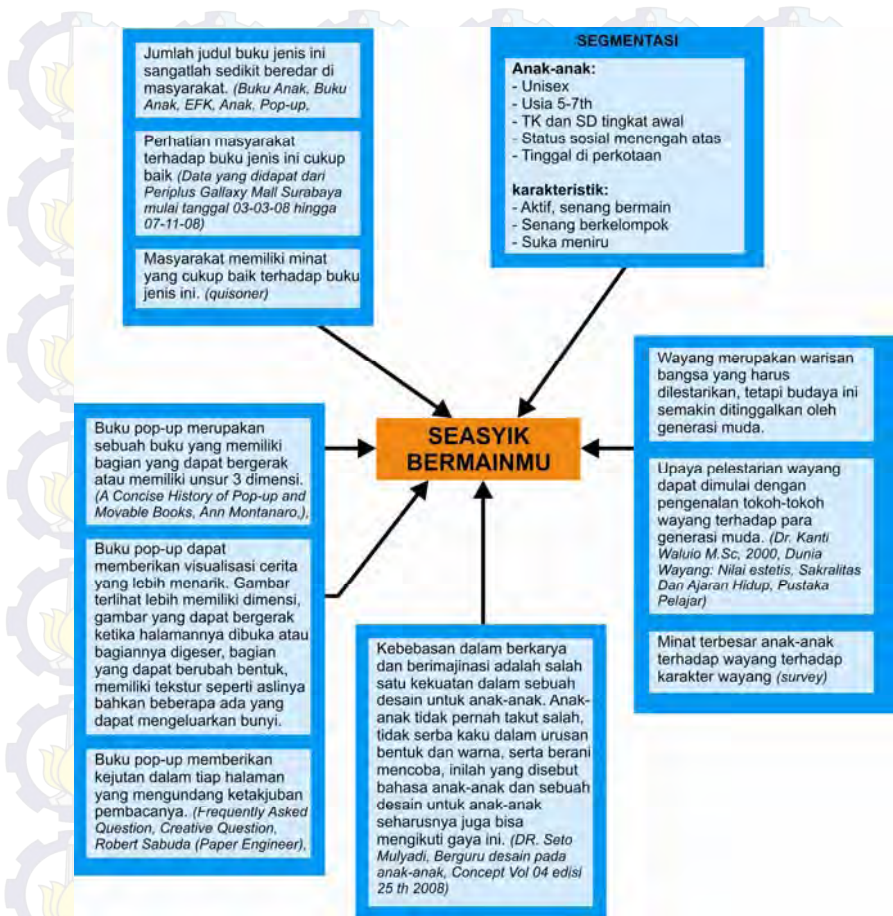 Jumlah judul buku jenis ini
sangatlah sedikit beredar di
masyarakat. (Buku Anak, Buku
Anak, EFK, Anak, Pop-up,
Perhatian masyarakat
terhadap buku jenis ini cukup
baik (Data yang didapat dari
Periplus Gallaxy Mall Surabaya
mulai tanggal 03-03-08 hingga
07-11-08)
Masyarakat memiliki minat
yang cukup baik terhadap buku
jenis ini. (quisoner)
SEGMENTASI
Anak-anak:
- Unisex
- Usia 5-7th
- TK dan SD tingkat awal
- Status sosial menengah atas
- Tinggal di perkotaan
karakteristik:
- Aktif, senang bermain
- Senang berkelompok
- Suka meniru
SEASYIK
BERMAINMU
Buku pop-up merupakan
sebuah buku yang memiliki
bagian yang dapat bergerak
atau memiliki unsur 3 dimensi.
(A Concise History of Pop-up and
Movable Books, Ann Montanaro,),
Buku pop-up dapat
memberikan visualisasi cerita
yang lebih menarik. Gambar
terlihat lebih memiliki dimensi,
gambar yang dapat bergerak
ketika halamannya dibuka atau
bagiannya digeser, bagian
yang dapat berubah bentuk,
memiliki tekstur seperti aslinya
bahkan beberapa ada yang
dapat mengeluarkan bunyi.
Buku pop-up memberikan
kejutan dalam tiap halaman
yang mengundang ketakjuban
pembacanya. (Frequently Asked
Question, Creative Question,
Robert Sabuda (Paper Engineer),
Kebebasan dalam berkarya
dan berimajinasi adalah salah
satu kekuatan dalam sebuah
desain untuk anak-anak. Anak-
anak tidak pernah takut salah,
tidak serba kaku dalam urusan
bentuk dan warna, serta berani
mencoba, inilah yang disebut
bahasa anak-anak dan sebuah
desain untuk anak-anak
seharusnya juga bisa
mengikuti gaya ini. (DR. Seto
Mulyadi, Berguru desain pada
anak-anak, Concept Vol 04 edisi
25 th 2008)
Wayang merupakan warisan
bangsa yang harus
dilestarikan, tetapi budaya ini
semakin ditinggalkan oleh
generasi muda.
Upaya pelestarian wayang
dapat dimulai dengan
pengenalan tokoh-tokoh
wayang terhadap para
generasi muda. (Dr. Kanti
Waluio M.Sc, 2000, Dunia
Wayang: Nilai estetis, Sakralitas
Dan Ajaran Hidup, Pustaka
Pelajar)
Minat terbesar anak-anak
terhadap wayang terhadap
karakter wayang (survey)